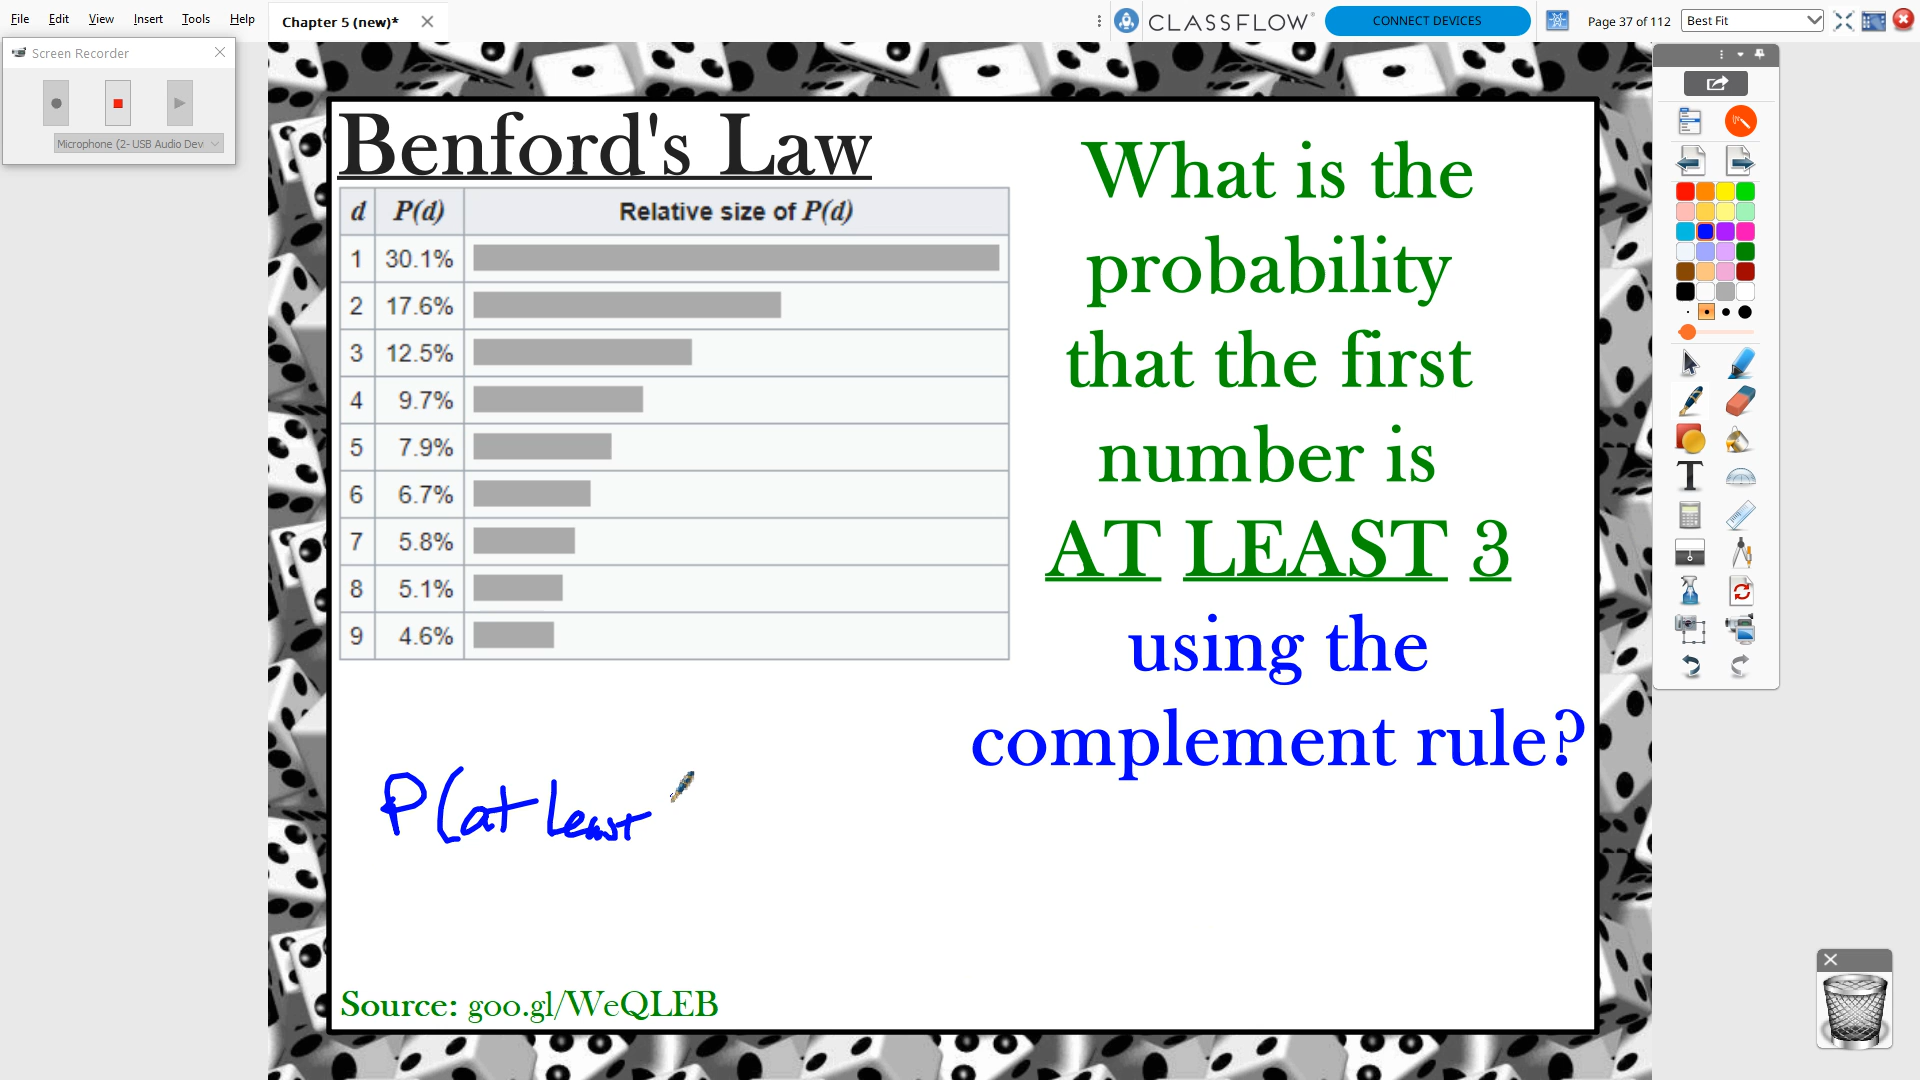 File Edit View Insert Tools Help
Chapter 5 (new)*
CLASSFLOW
CONNECT DEVICES
Page 37 of 112
Best Fit
Screen Recorder
Microphone (2- USB Audio Dev
Benford's Law
d P(d) Relative size of P(d)
1 30.1%
2 17.6%
3 12.5%
4 9.7%
5 7.9%
6 6.7%
7 5.8%
8 5.1%
9 4.6%
What is the
probability
that the first
number is
AT LEAST 3
using the
complement rule?
P(at least
Source: goo.gl/WeQLEB
T